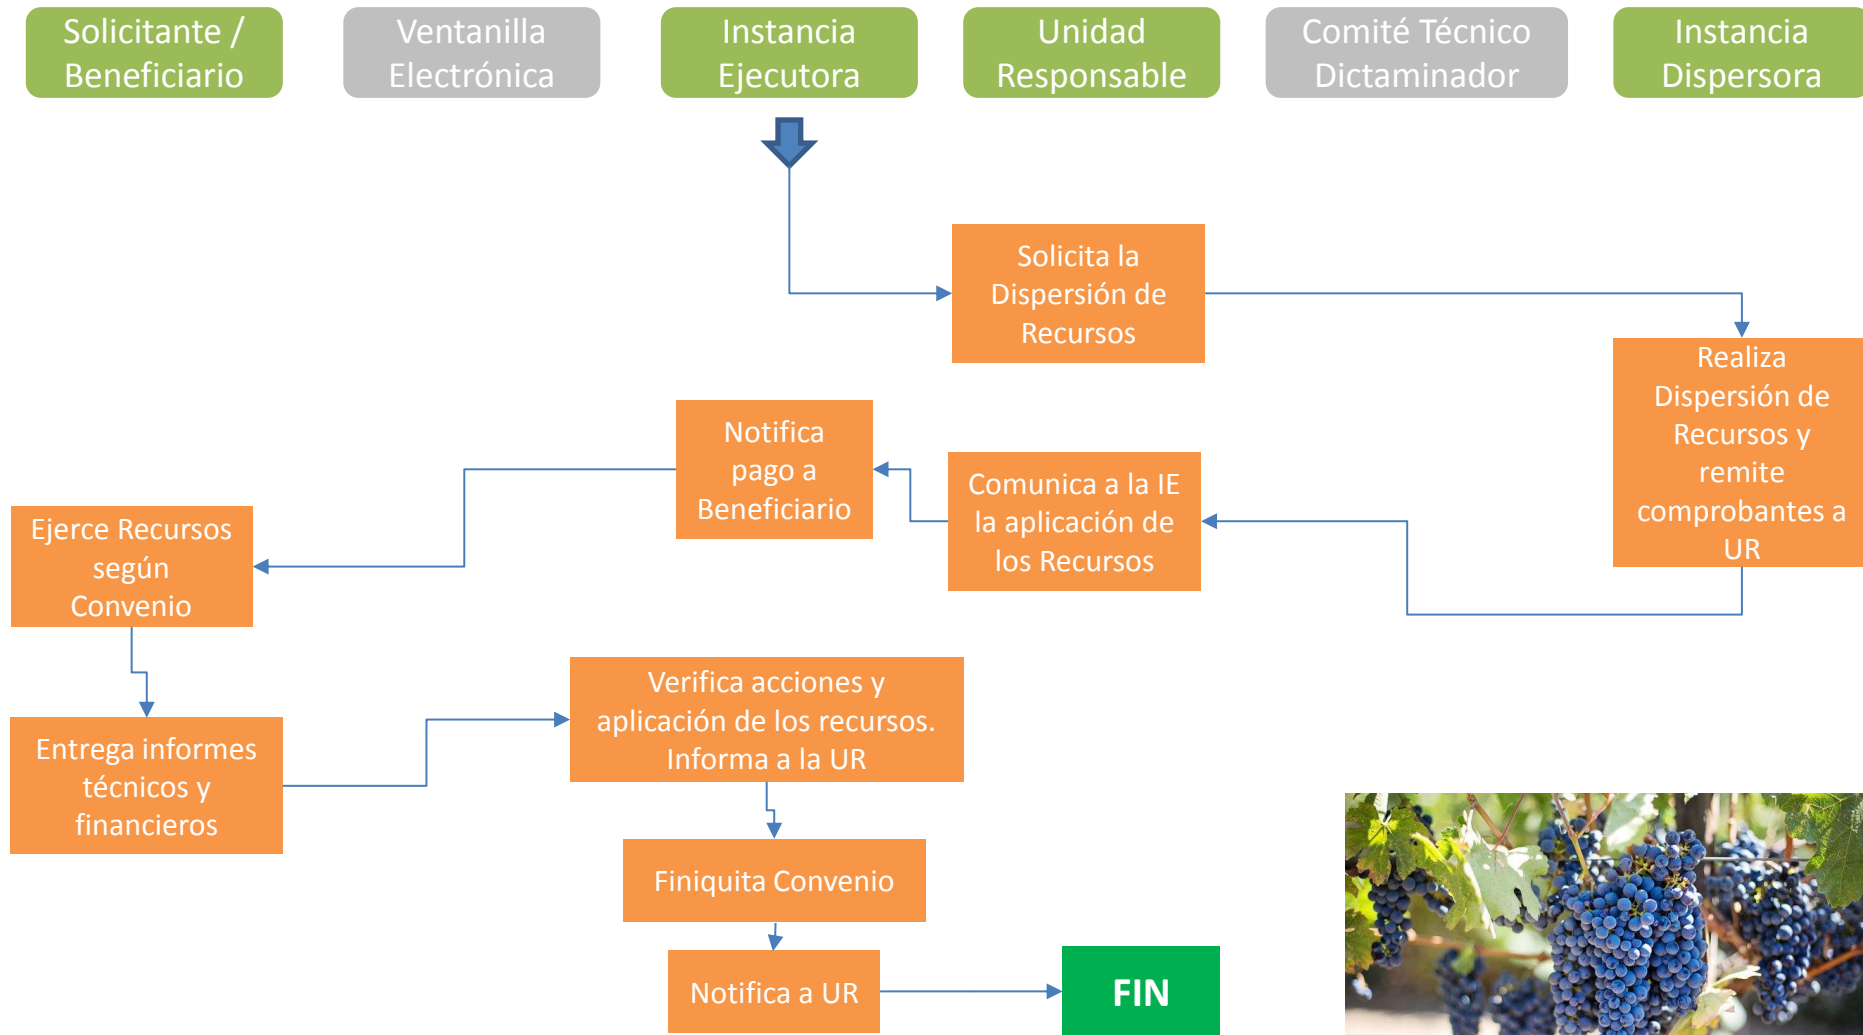 Solicitante /
Beneficiario
Ventanilla
Electrónica
Instancia
Ejecutora
Unidad
Responsable
Comité Técnico
Dictaminador
Instancia
Dispersora
Solicita la
Dispersión de
Recursos
Realiza
Dispersión de
Recursos y
remite
comprobantes a
UR
Comunica a la IE
la aplicación de
los Recursos
Notifica
pago a
Beneficiario
Ejerce Recursos
según
Convenio
Entrega informes
técnicos y
financieros
Verifica acciones y
aplicación de los recursos.
Informa a la UR
Finiquita Convenio
Notifica a UR
FIN